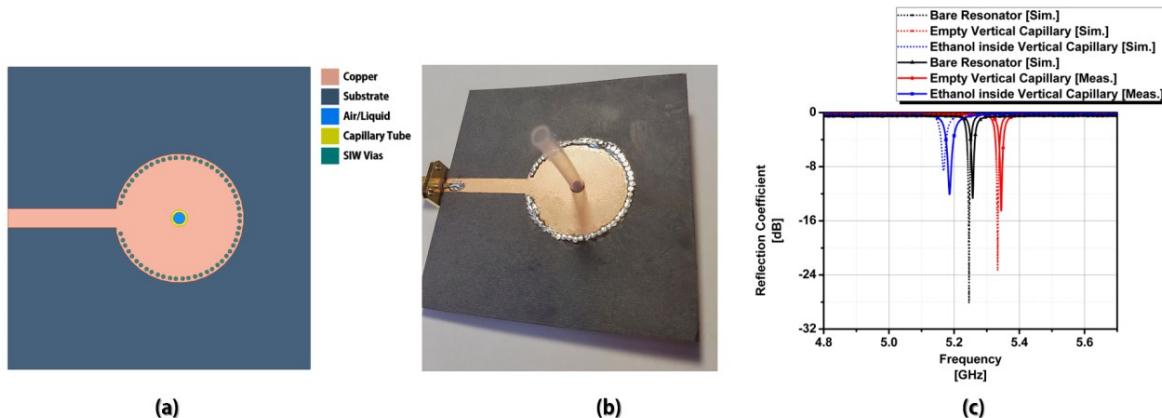 Copper
Substrate
Air/Liquid
Capillary Tube
SIW Vias
(a)
(b)
Bare Resonator [Sim.]
Empty Vertical Capillary [Sim.]
Ethanol inside Vertical Capillary [Sim.]
Bare Resonator [Sim.]
Empty Vertical Capillary [Meas.]
Ethanol inside Vertical Capillary [Meas.]
0
-8
-16
-24
-32
Reflection Coefficient
[dB]
4.8
5.0
5.2
5.4
5.6
Frequency
[GHz]
(c)